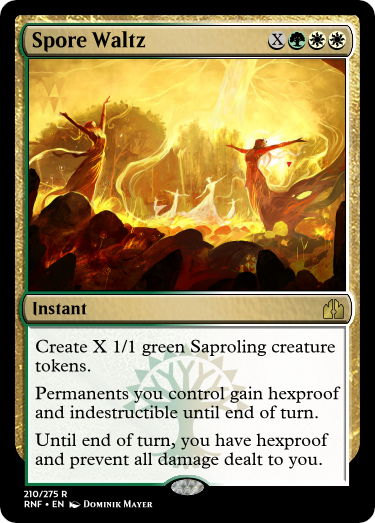 Spore Waltz X
Instant
Create X 1/1 green Saproling creature
tokens.
Permanents you control gain hexproof
and indestructible until end of turn.
Until end of turn, you have hexproof
and prevent all damage dealt to you.
210/275 R
RNF • EN Dominik Mayer